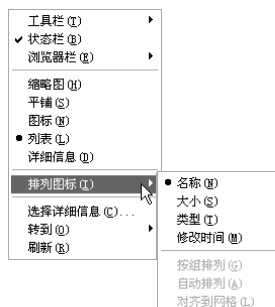 工具栏(T)
状态栏(B)
浏览器栏(E)
缩略图(H)
平铺(S)
图标(N)
列表(L)
详细信息(D)
排列图标(I)
选择详细信息(C)...
转到(O)
刷新(R)
名称(N)
大小(S)
类型(T)
修改时间(M)
按组排列(G)
自动排列(A)
对齐到网格(L)